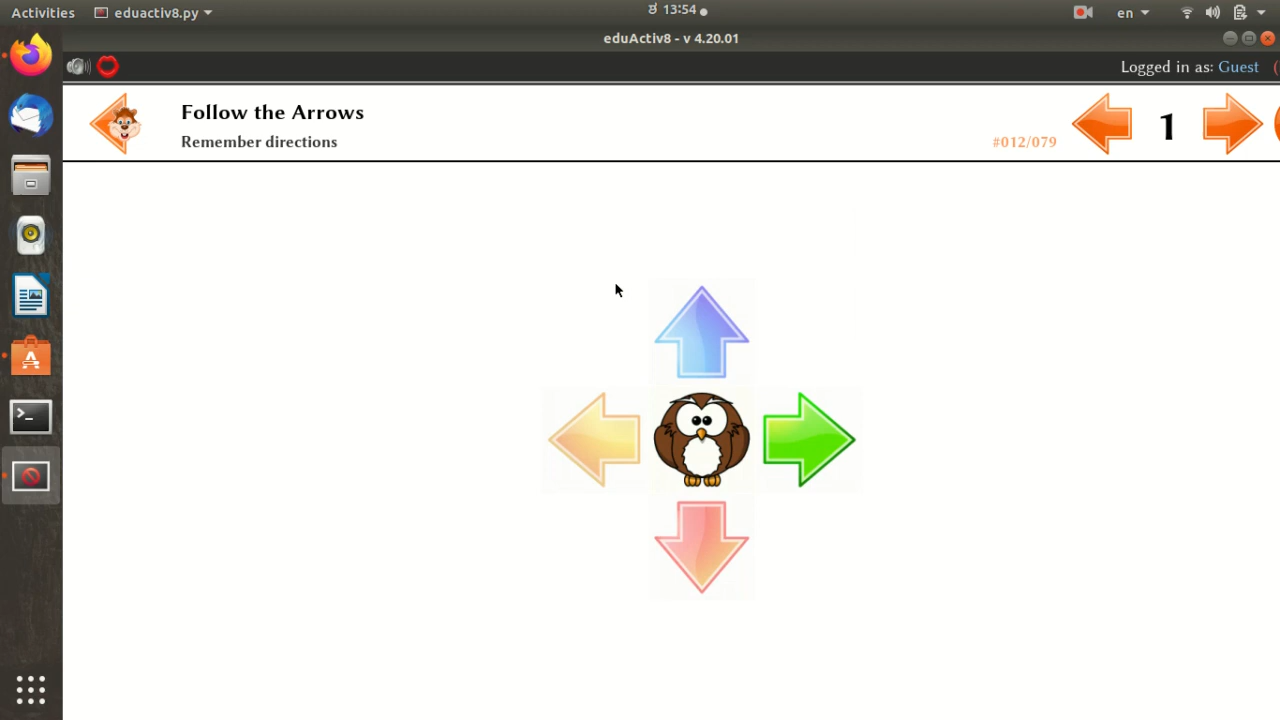 Activities eduactiv8.py ಶ 13:54 en
eduActiv8 - v 4.20.01
Logged in as: Guest
Follow the Arrows
Remember directions
#012/079
1